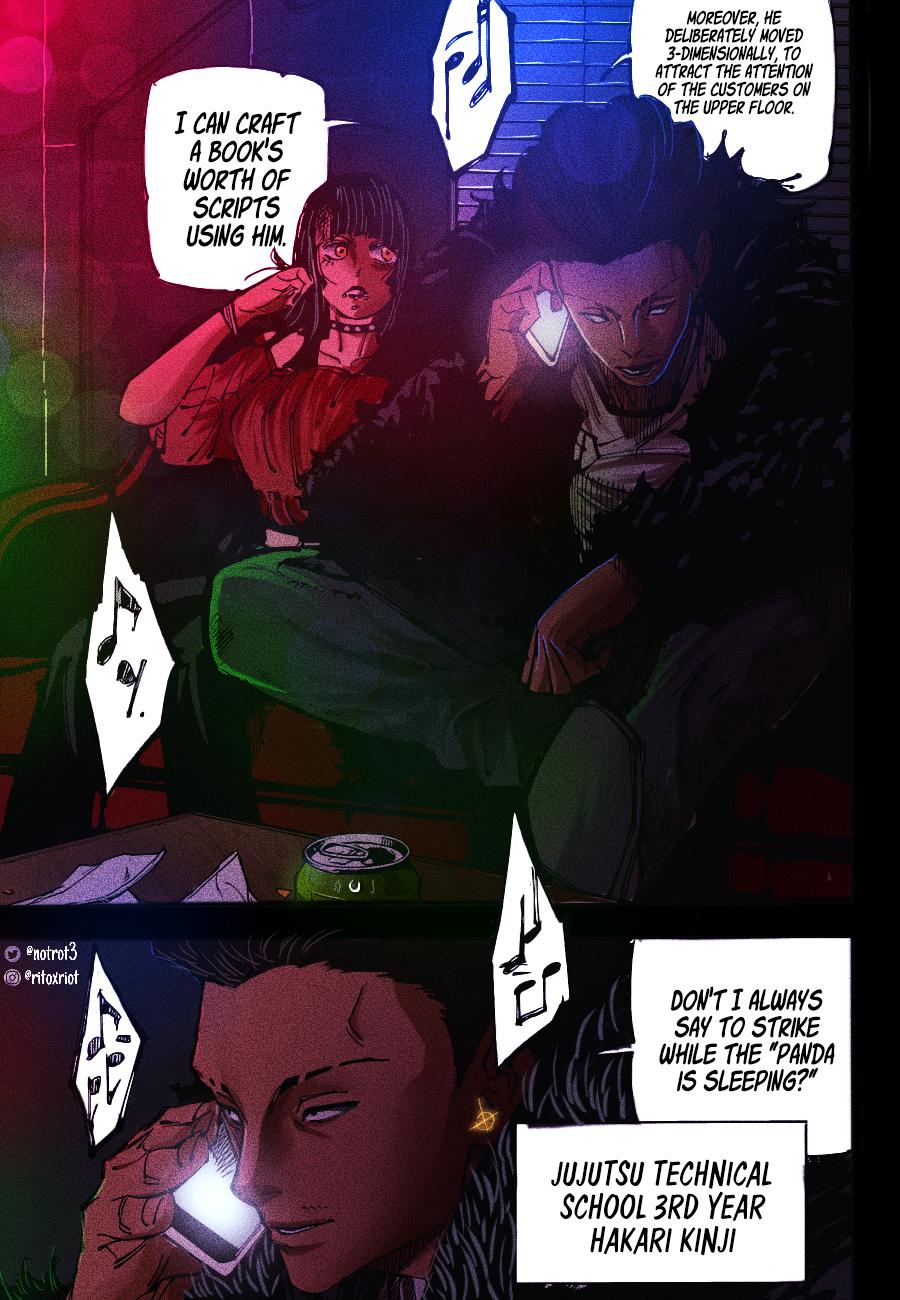 MOREOVER, HE
DELIBERATELY MOVED
3-DIMENSIONALLY, TO
ATTRACT THE ATTENTION
OF THE CUSTOMERS ON
THE UPPER FLOOR.
I CAN CRAFT
A BOOK'S
WORTH OF
SCRIPTS
USING HIM.
@notrot3
@ritoxriot
DON'T I ALWAYS
SAY TO STRIKE
WHILE THE "PANDA
IS SLEEPING?"
JUJUTSU TECHNICAL
SCHOOL 3RD YEAR
HAKARI KINJI